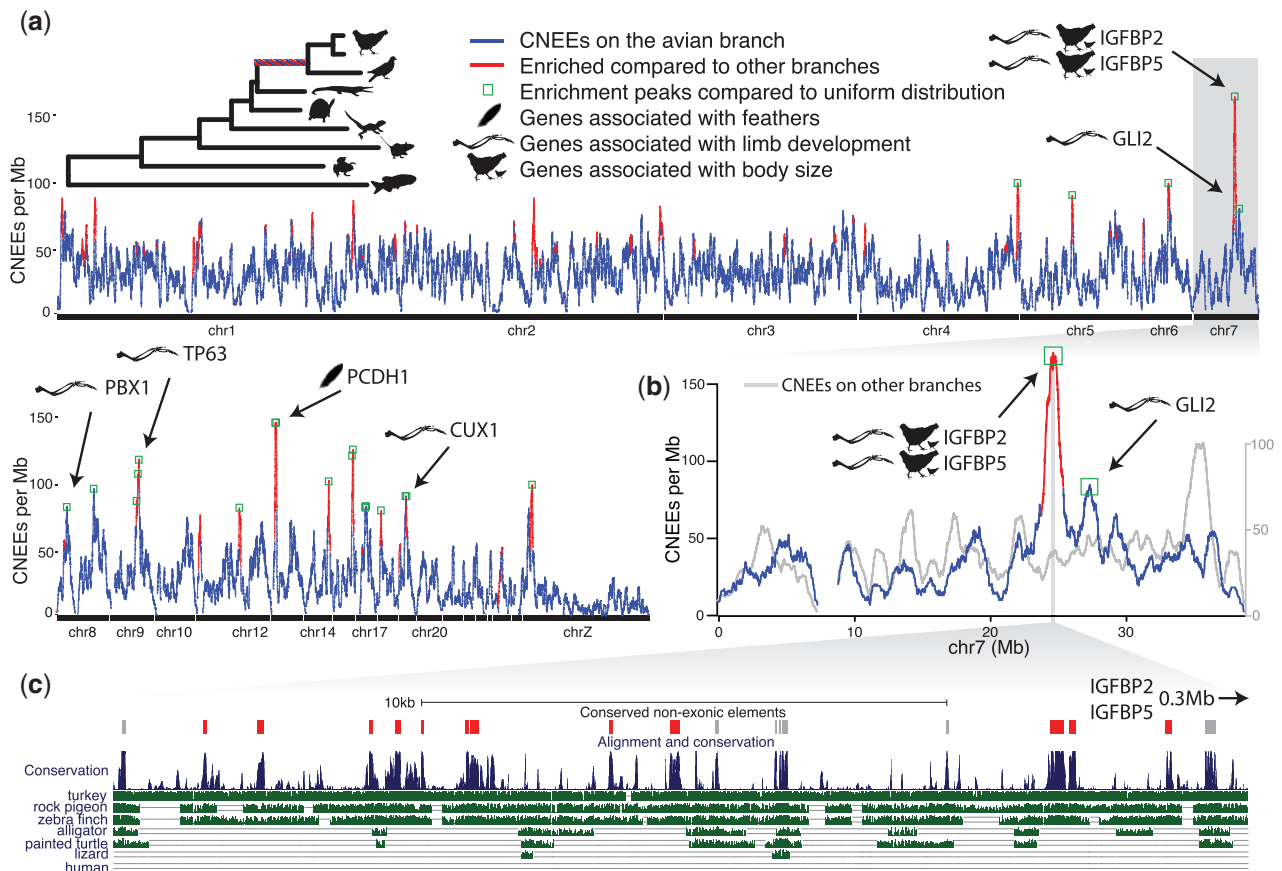 (a)
CNEEs on the avian branch
Enriched compared to other branches
Enrichment peaks compared to uniform distribution
Genes associated with feathers
Genes associated with limb development
Genes associated with body size
IGFBP2
IGFBP5
GLI2
CNEEs per Mb
150
100
50
0
chr1 chr2 chr3 chr4 chr5 chr6 chr7
PBX1
TP63
PCDH1
CUX1
CNEEs per Mb
150
100
50
0
chr8 chr9 chr10 chr12 chr14 chr17 chr20 chrZ
(b)
CNEEs on other branches
IGFBP2
IGFBP5
GLI2
CNEEs per Mb
150
100
50
0
100
50
0
0 10 20 30
chr7 (Mb)
(c)
IGFBP2
IGFBP5
0.3Mb
10kb
Conserved non-exonic elements
Alignment and conservation
Conservation
turkey
rock pigeon
zebra finch
alligator
painted turtle
lizard
human